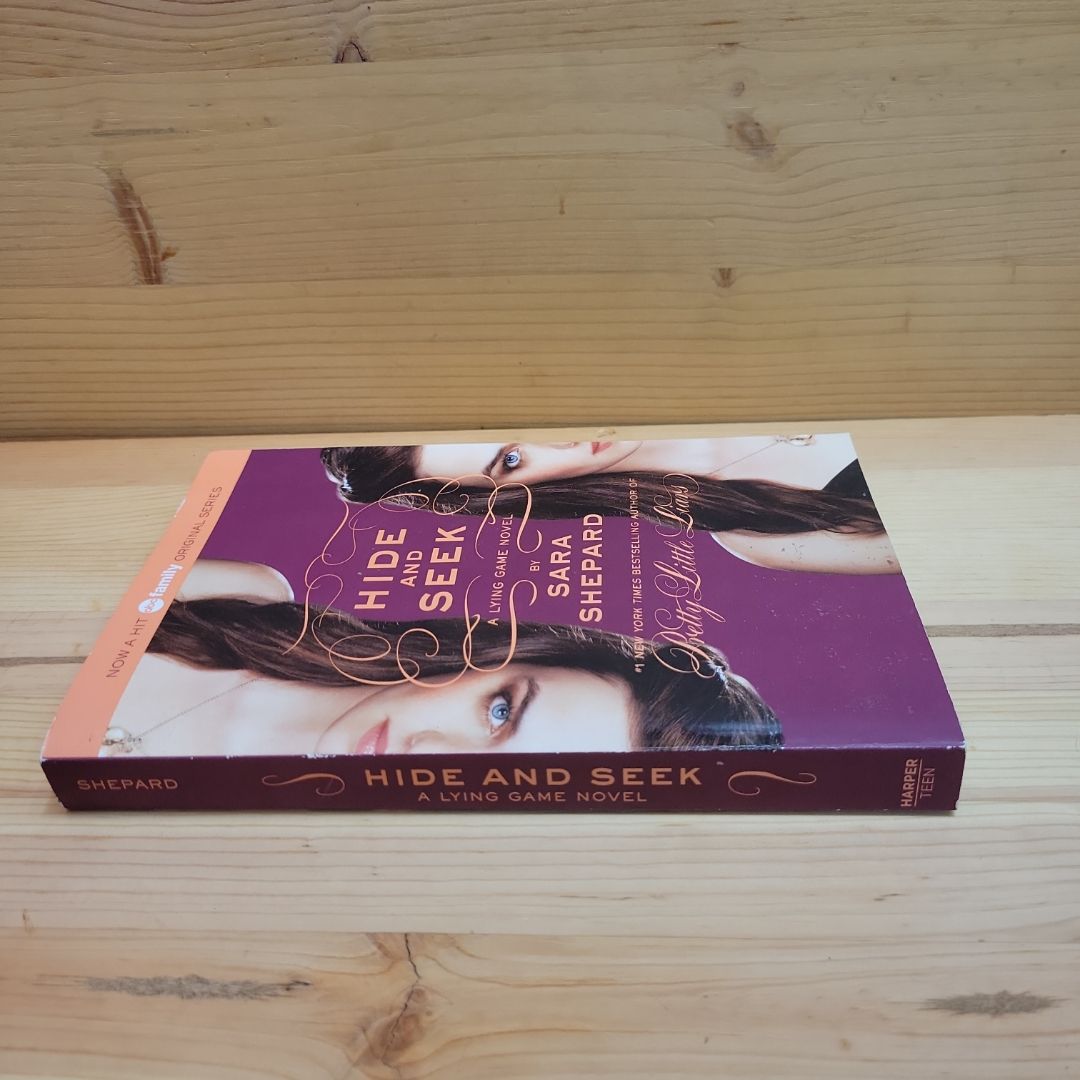 NOW A HIT abc family ORIGINAL SERIES
HIDE
AND
SEEK
A LYING GAME NOVEL
BY
SARA
SHEPARD
#1 NEW YORK TIMES BESTSELLING AUTHOR OF
Pretty Little Liars
SHEPARD
HIDE AND SEEK
A LYING GAME NOVEL
HARPER
TEEN